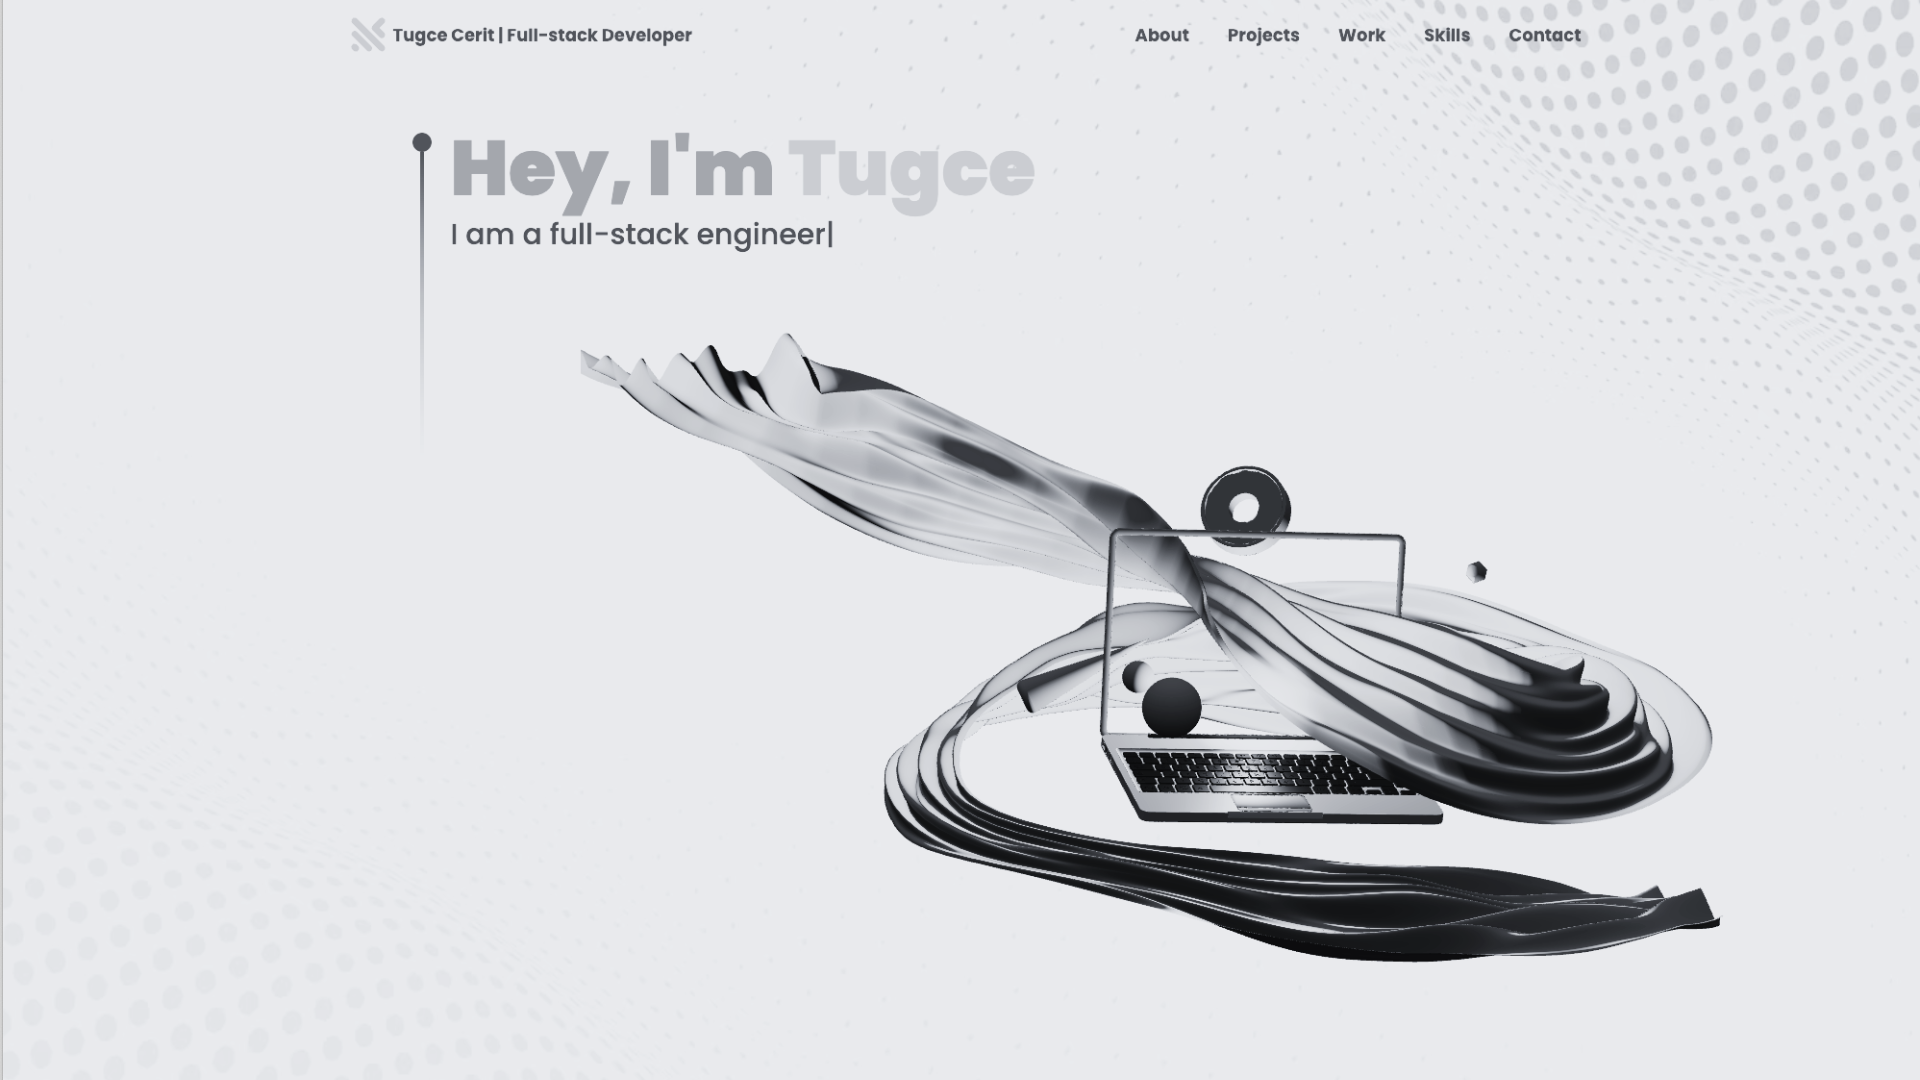 Tugce Cerit | Full-stack Developer
About Projects Work Skills Contact
Hey, I'm Tugce
I am a full-stack engineer|